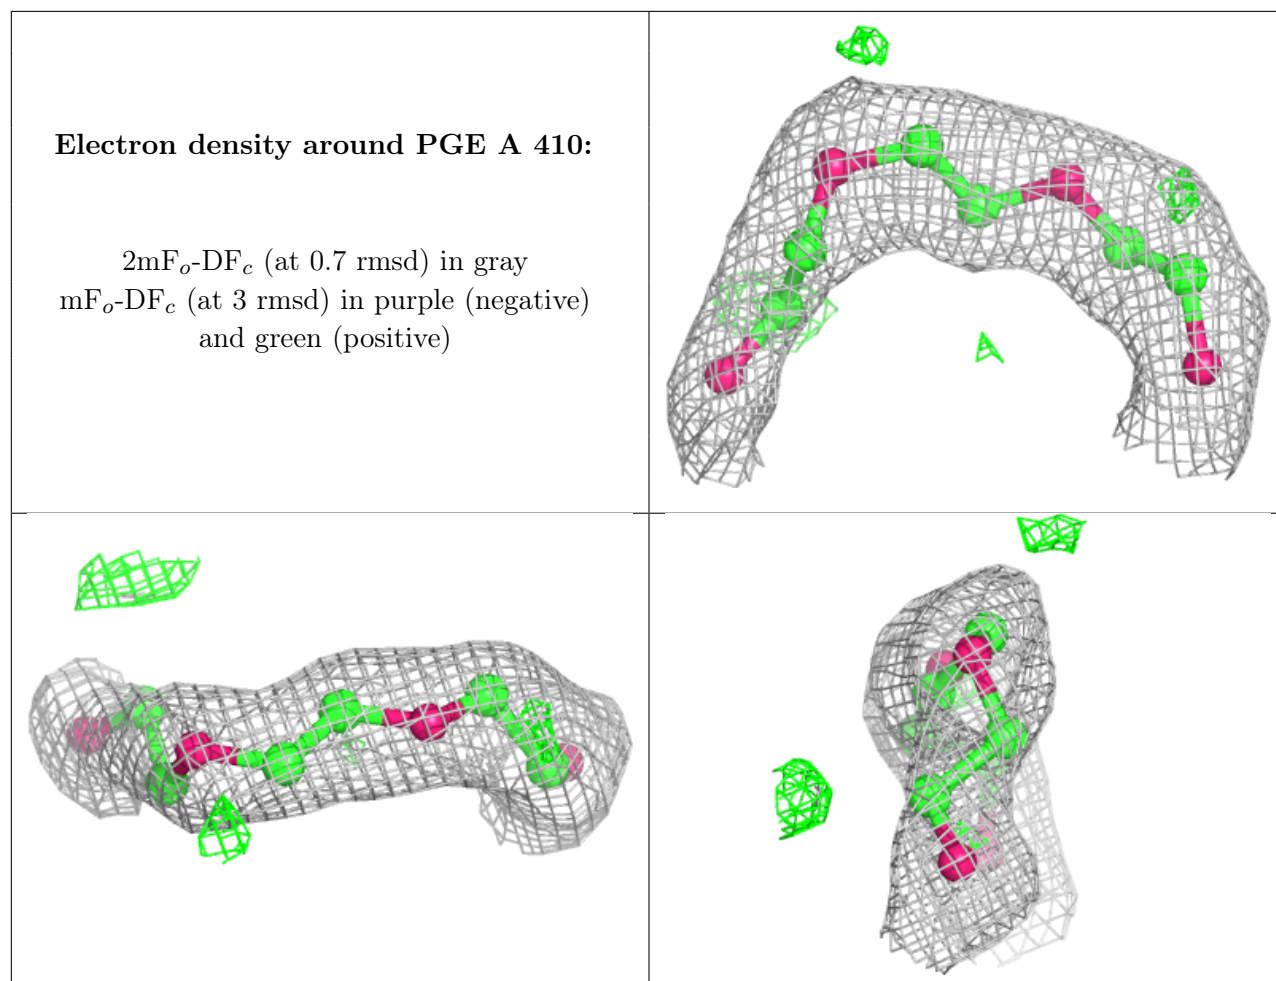 Electron density around PGE A 410:
2mFo-DFc (at 0.7 rmsd) in gray
mFo-DFc (at 3 rmsd) in purple (negative)
and green (positive)